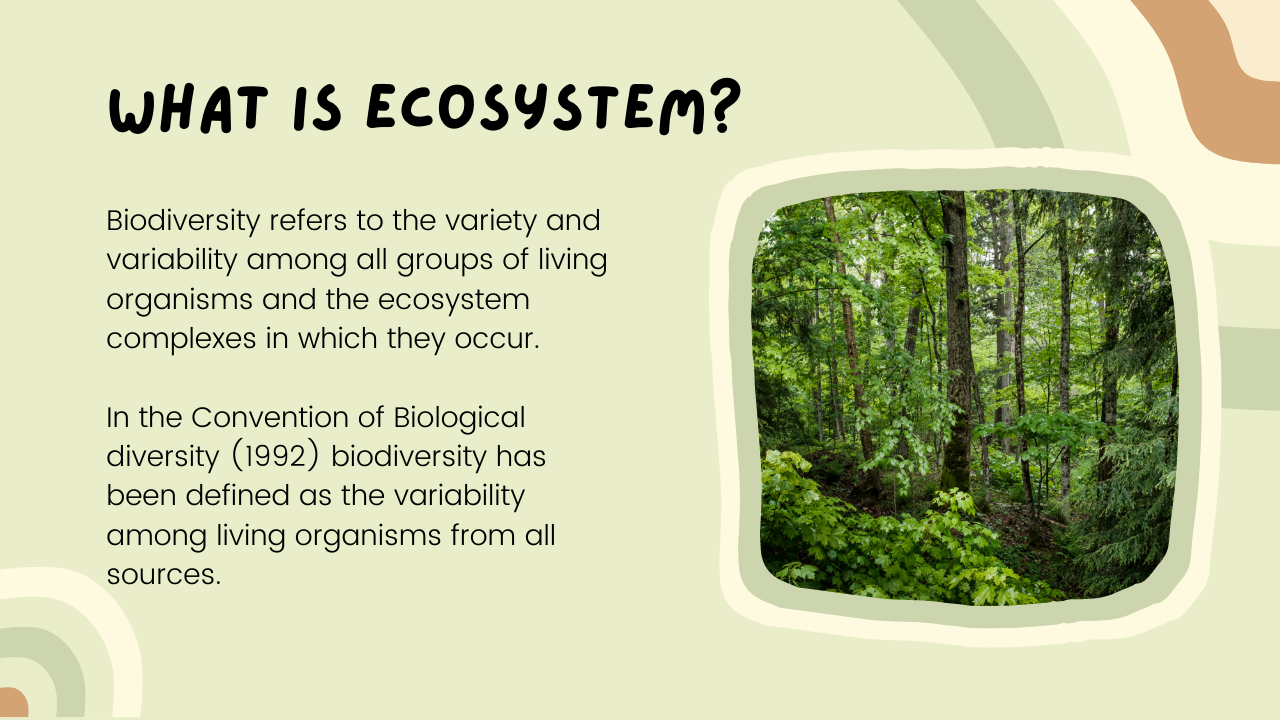 WHAT IS ECOSYSTEM?
Biodiversity refers to the variety and
variability among all groups of living
organisms and the ecosystem
complexes in which they occur.
In the Convention of Biological
diversity (1992) biodiversity has
been defined as the variability
among living organisms from all
sources.